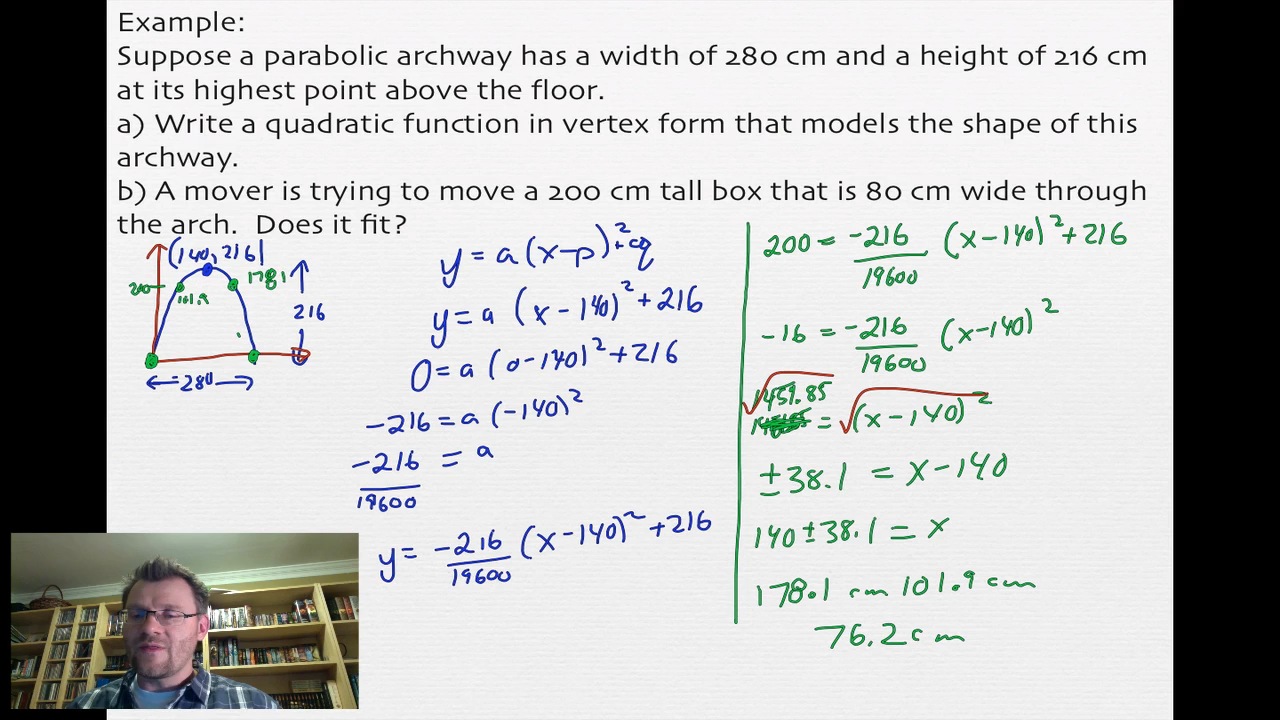 Example:
Suppose a parabolic archway has a width of 280 cm and a height of 216 cm
at its highest point above the floor.
a) Write a quadratic function in vertex form that models the shape of this
archway.
b) A mover is trying to move a 200 cm tall box that is 80 cm wide through
the arch. Does it fit?
(140, 216)
200
101.9
178.1
216
280
y = a(x-p)² + q
y = a (x-140)² + 216
0 = a (0-140)² + 216
-216 = a (-140)²
-216/19600 = a
y = -216/19600 (x-140)² + 216
200 = -216/19600 (x-140)² + 216
-16 = -216/19600 (x-140)²
√1451.85 = √(x-140)²
±38.1 = x-140
140 ± 38.1 = x
178.1 cm 101.9 cm
76.2 cm